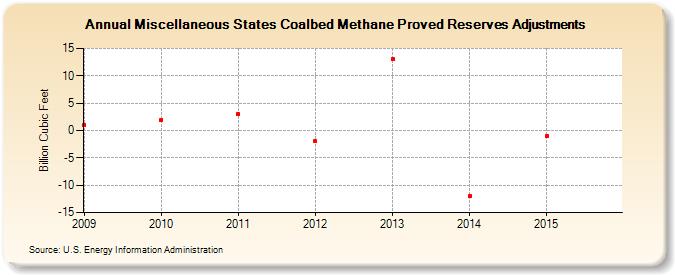 Annual Miscellaneous States Coalbed Methane Proved Reserves Adjustments
Billion Cubic Feet
15
10
5
0
-5
-10
-15
2009 2010 2011 2012 2013 2014 2015
Source: U.S. Energy Information Administration